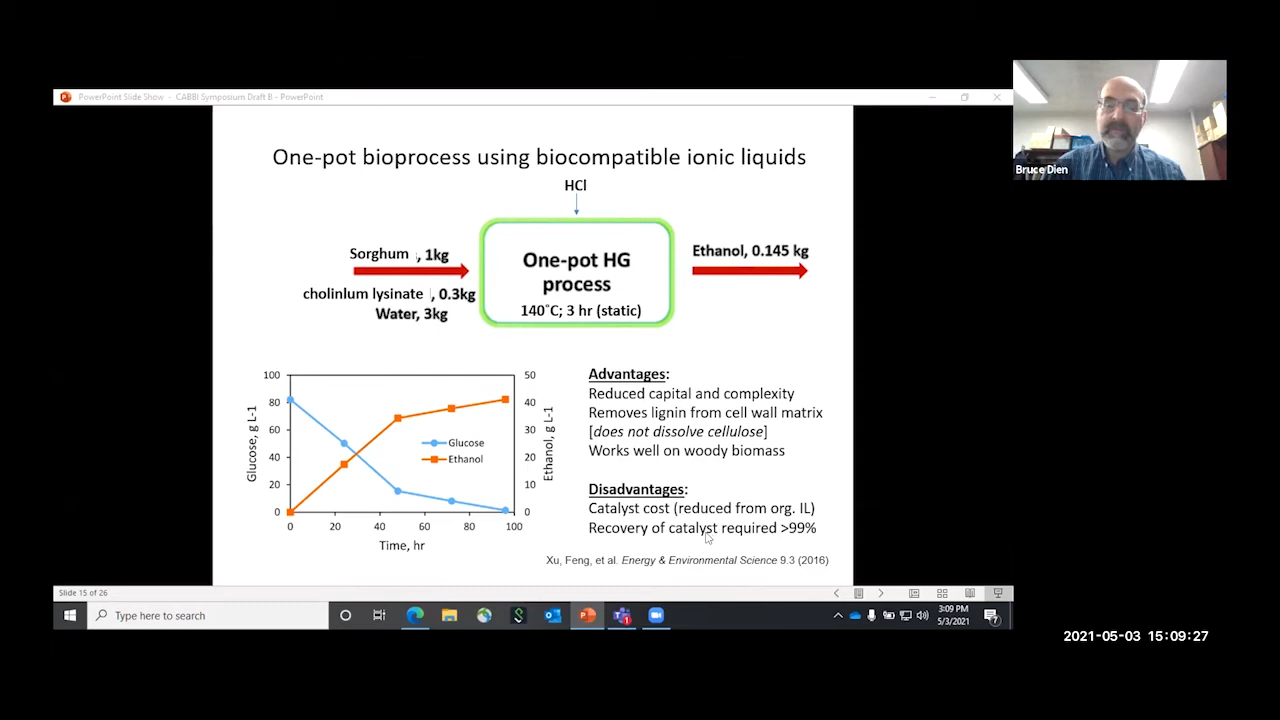 PowerPoint Slide Show - CABBI Symposium Draft B - PowerPoint
One-pot bioprocess using biocompatible ionic liquids
HCl
Sorghum , 1kg
cholinlum lysinate , 0.3kg
Water, 3kg
One-pot HG
process
140˚C; 3 hr (static)
Ethanol, 0.145 kg
Bruce Dien
100
80
60
40
20
0
Glucose, g L-1
50
40
30
20
10
0
Ethanol, g L-1
Glucose
Ethanol
0 20 40 60 80 100
Time, hr
Advantages:
Reduced capital and complexity
Removes lignin from cell wall matrix
[does not dissolve cellulose]
Works well on woody biomass
Disadvantages:
Catalyst cost (reduced from org. IL)
Recovery of catalyst required >99%
Xu, Feng, et al. Energy & Environmental Science 9.3 (2016)
Slide 15 of 26
Type here to search
3:09 PM
5/3/2021
2021-05-03 15:09:27